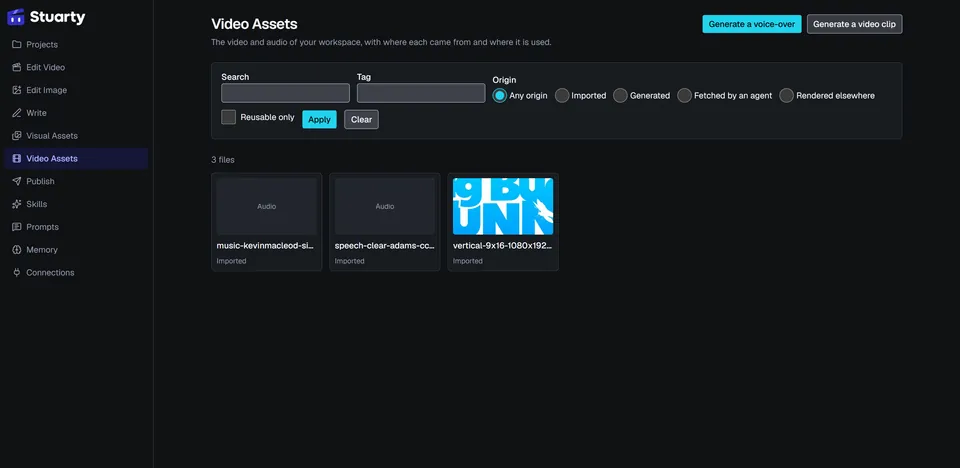 Stuarty
Projects
Edit Video
Edit Image
Write
Visual Assets
Video Assets
Publish
Skills
Prompts
Memory
Connections
Video Assets
Generate a voice-over
Generate a video clip
The video and audio of your workspace, with where each came from and where it is used.
Search
Tag
Origin
Any origin
Imported
Generated
Fetched by an agent
Rendered elsewhere
Reusable only
Apply
Clear
3 files
Audio
music-kevinmacleod-si...
Imported
Audio
speech-clear-adams-cc...
Imported
g BU
UNN
vertical-9x16-1080x192...
Imported